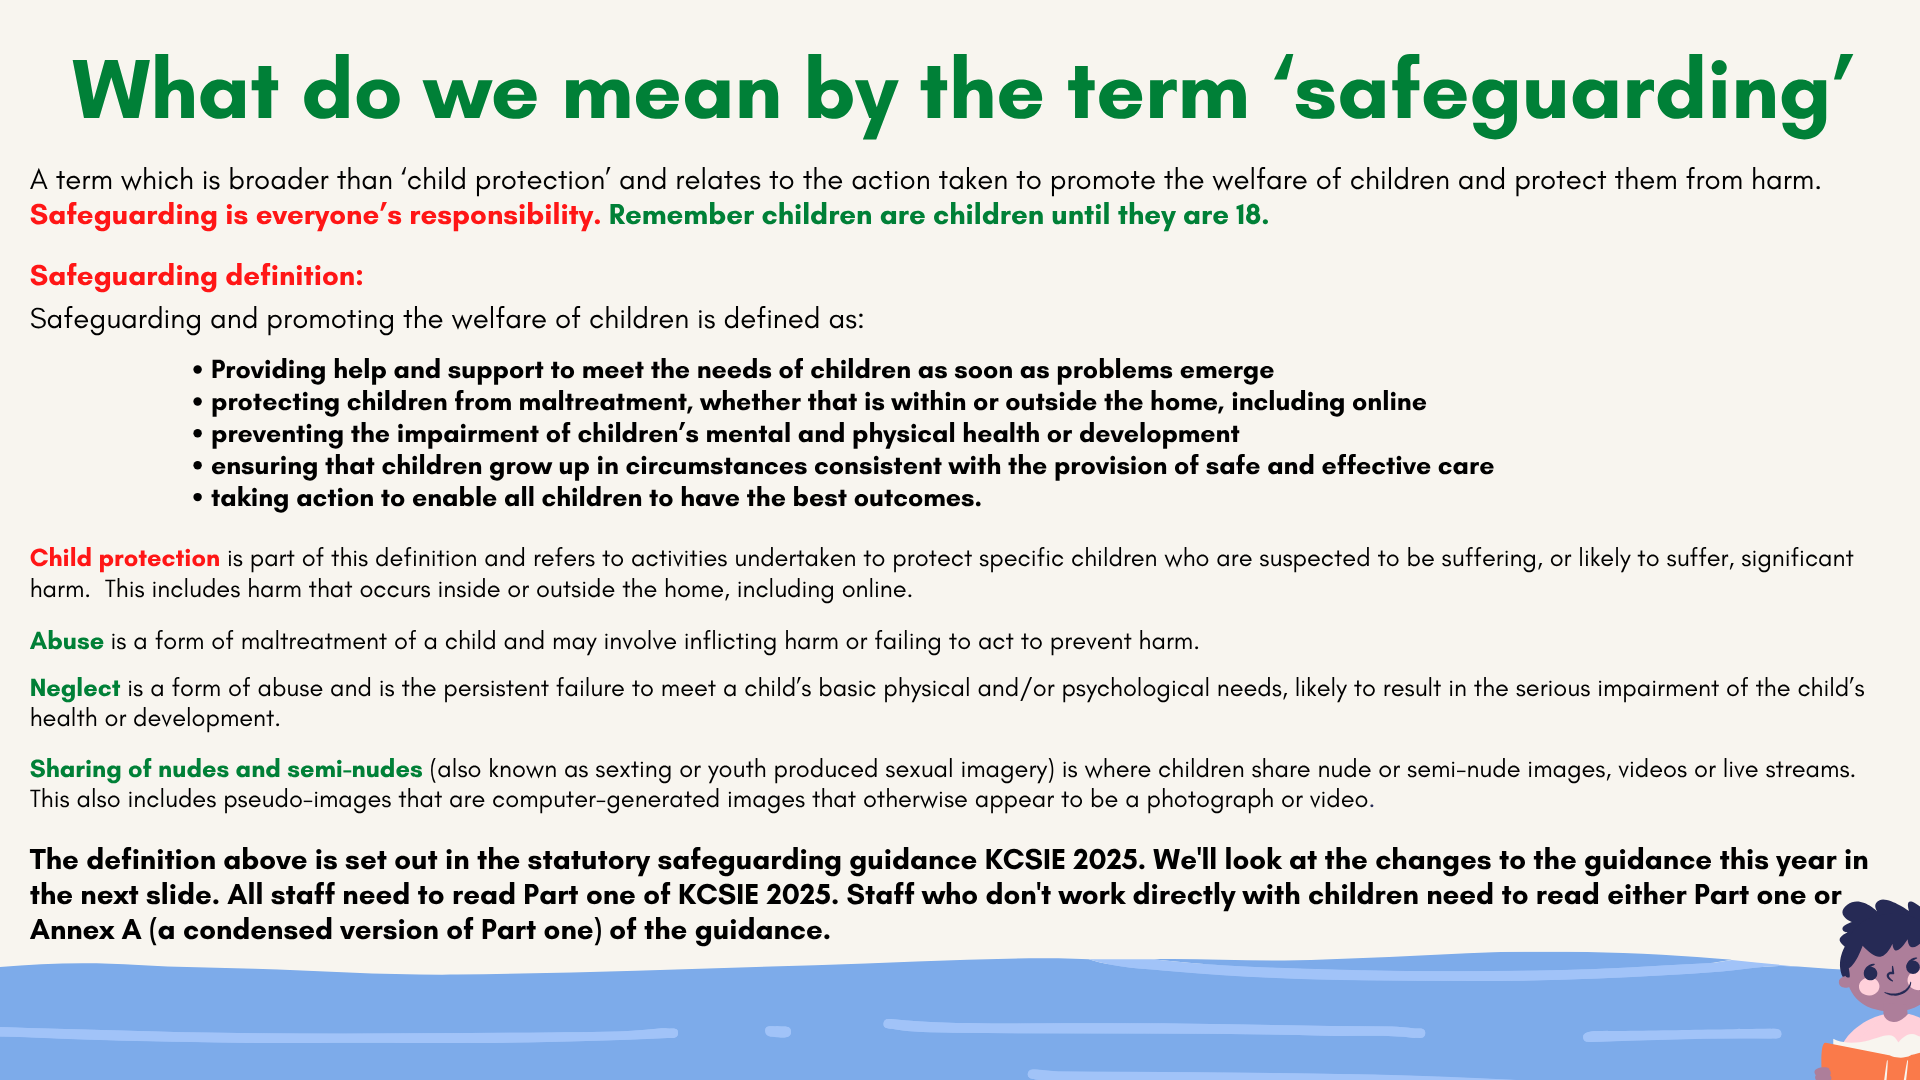 What do we mean by the term ‘safeguarding’
A term which is broader than ‘child protection’ and relates to the action taken to promote the welfare of children and protect them from harm.
Safeguarding is everyone’s responsibility. Remember children are children until they are 18.
Safeguarding definition:
Safeguarding and promoting the welfare of children is defined as:
• Providing help and support to meet the needs of children as soon as problems emerge
• protecting children from maltreatment, whether that is within or outside the home, including online
• preventing the impairment of children’s mental and physical health or development
• ensuring that children grow up in circumstances consistent with the provision of safe and effective care
• taking action to enable all children to have the best outcomes.
Child protection is part of this definition and refers to activities undertaken to protect specific children who are suspected to be suffering, or likely to suffer, significant
harm.  This includes harm that occurs inside or outside the home, including online.
Abuse is a form of maltreatment of a child and may involve inflicting harm or failing to act to prevent harm.
Neglect is a form of abuse and is the persistent failure to meet a child’s basic physical and/or psychological needs, likely to result in the serious impairment of the child’s
health or development.
Sharing of nudes and semi-nudes (also known as sexting or youth produced sexual imagery) is where children share nude or semi-nude images, videos or live streams.
This also includes pseudo-images that are computer-generated images that otherwise appear to be a photograph or video.
The definition above is set out in the statutory safeguarding guidance KCSIE 2025. We'll look at the changes to the guidance this year in
the next slide. All staff need to read Part one of KCSIE 2025. Staff who don't work directly with children need to read either Part one or
Annex A (a condensed version of Part one) of the guidance.